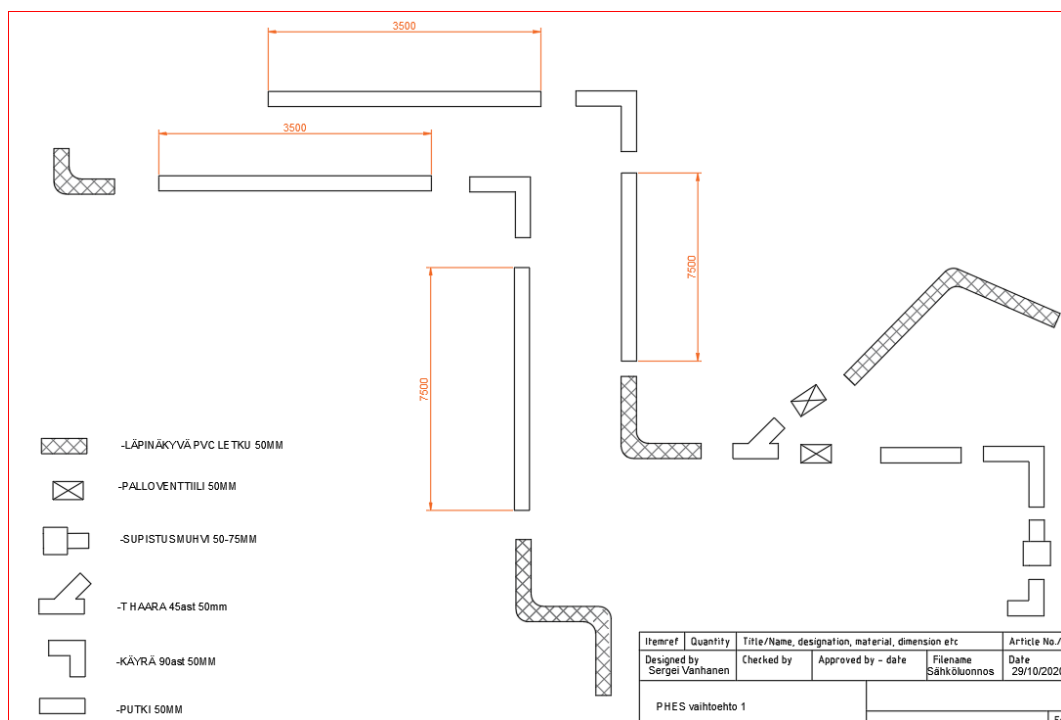 3500
3500
7500
7500
-LÄPINÄKYVÄ PVC LETKU 50MM
-PALLOVENTTIILI 50MM
-SUPISTUSMUHVI 50-75MM
-T HAARA 45ast 50mm
-KÄYRÄ 90ast 50MM
-PUTKI 50MM
Itemref Quantity Title/Name, designation, material, dimension etc Article No./
Designed by Checked by Approved by - date Filename Date
Sergei Vanhanen Sähköluonnos 29/10/2020
PHES vaihtoehto 1